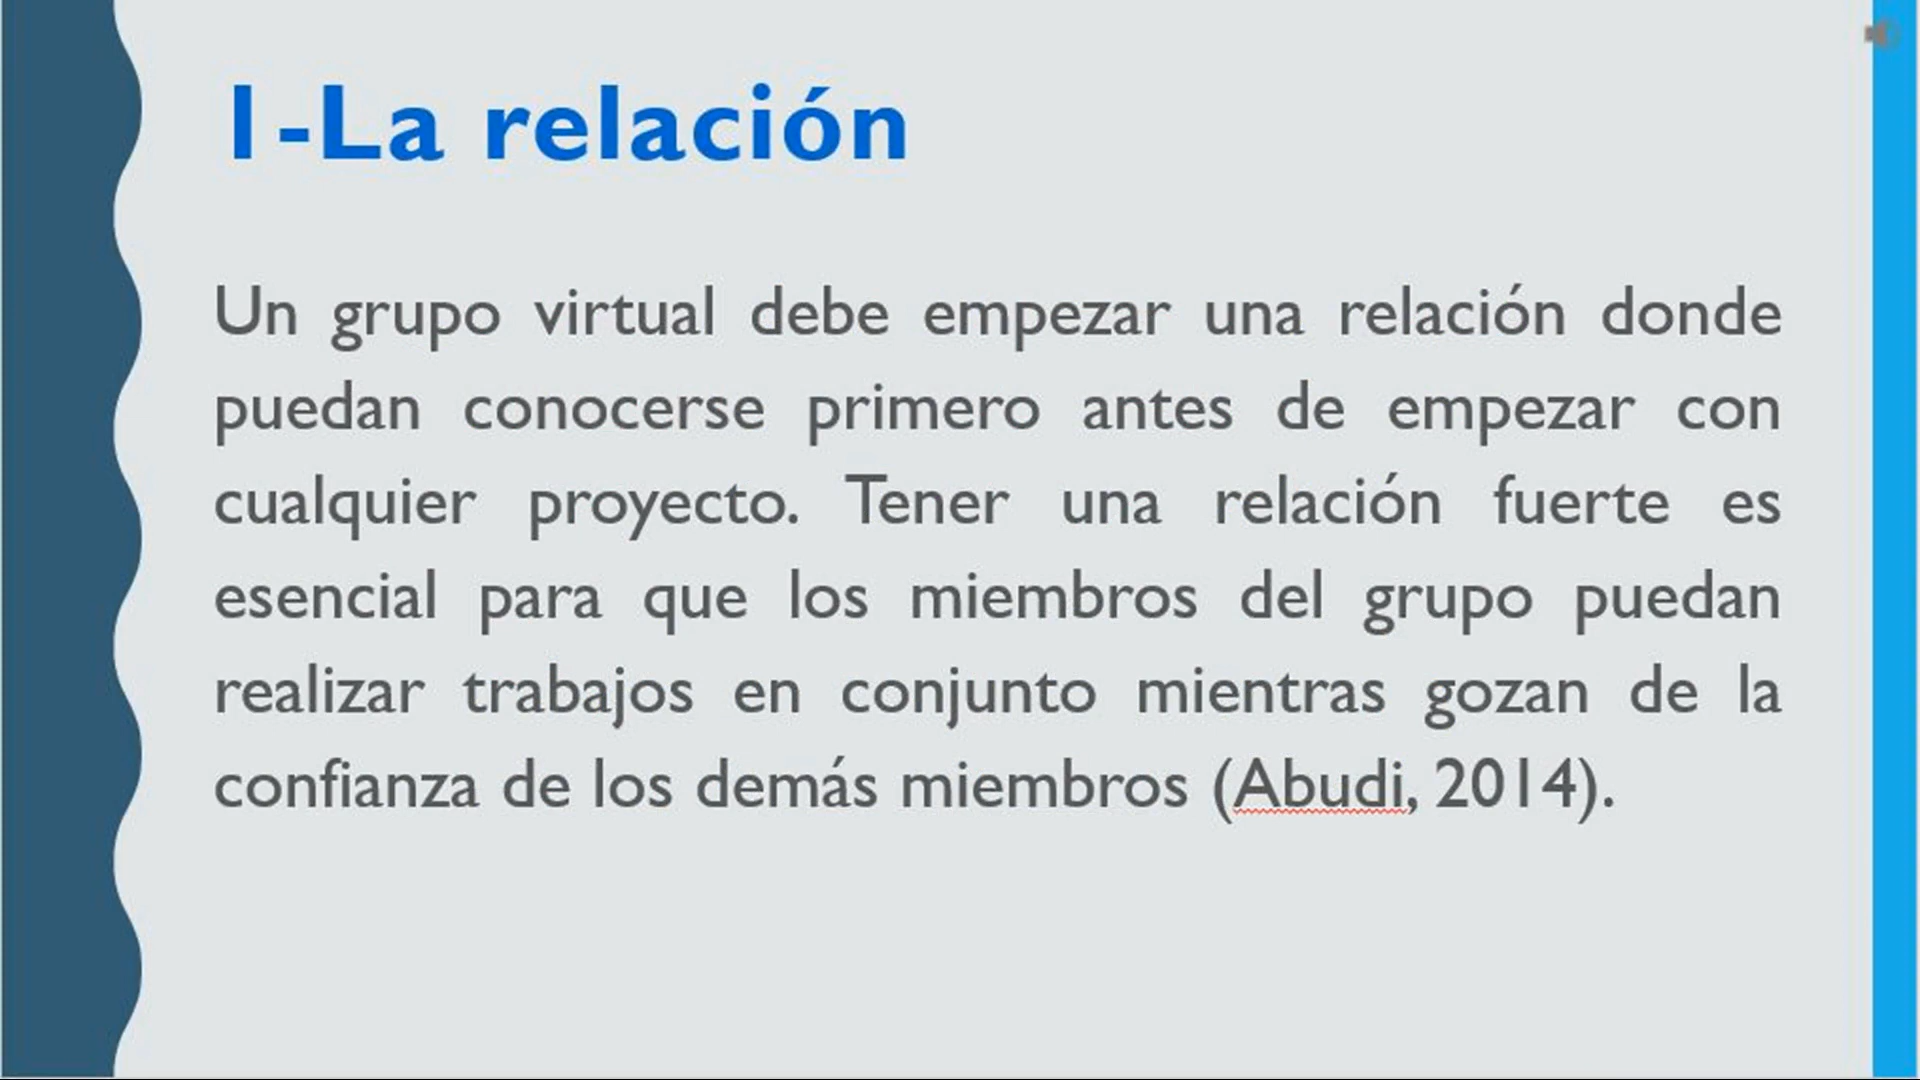 1-La relación
Un grupo virtual debe empezar una relación donde
puedan conocerse primero antes de empezar con
cualquier proyecto. Tener una relación fuerte es
esencial para que los miembros del grupo puedan
realizar trabajos en conjunto mientras gozan de la
confianza de los demás miembros (Abudi, 2014).